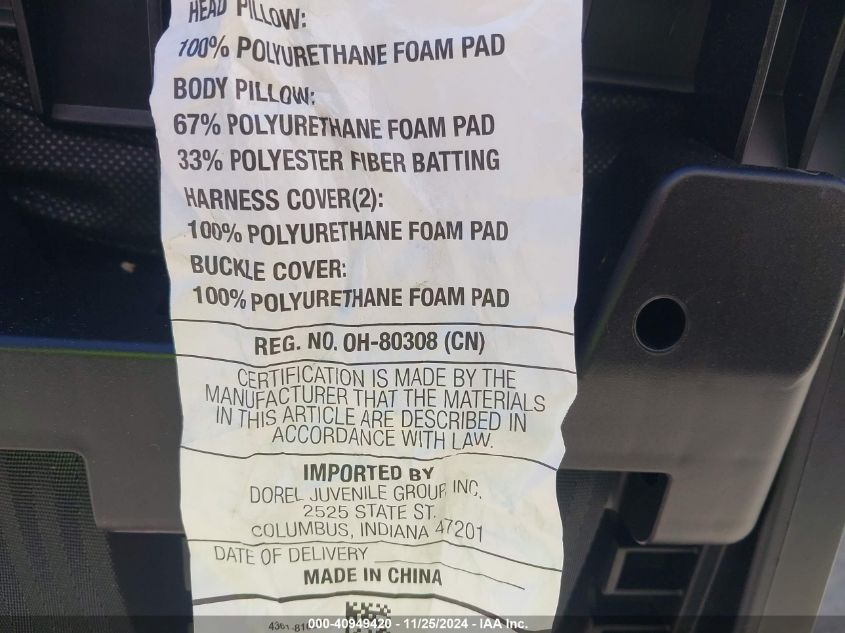 HEAD PILLOW:
100% POLYURETHANE FOAM PAD
BODY PILLOW:
67% POLYURETHANE FOAM PAD
33% POLYESTER FIBER BATTING
HARNESS COVER(2):
100% POLYURETHANE FOAM PAD
BUCKLE COVER:
100% POLYURETHANE FOAM PAD
REG. NO. OH-80308 (CN)
CERTIFICATION IS MADE BY THE
MANUFACTURER THAT THE MATERIALS
IN THIS ARTICLE ARE DESCRIBED IN
ACCORDANCE WITH LAW.
IMPORTED BY
DOREL JUVENILE GROUP, INC.
2525 STATE ST.
COLUMBUS, INDIANA 47201
DATE OF DELIVERY
MADE IN CHINA
000-40949420 - 11/25/2024 - IAA Inc.